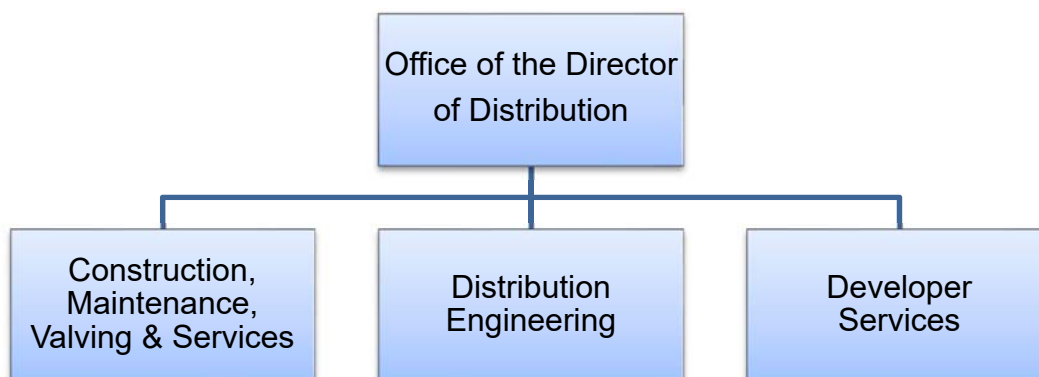 Office of the Director
of Distribution
Construction,
Maintenance,
Valving & Services
Distribution
Engineering
Developer
Services